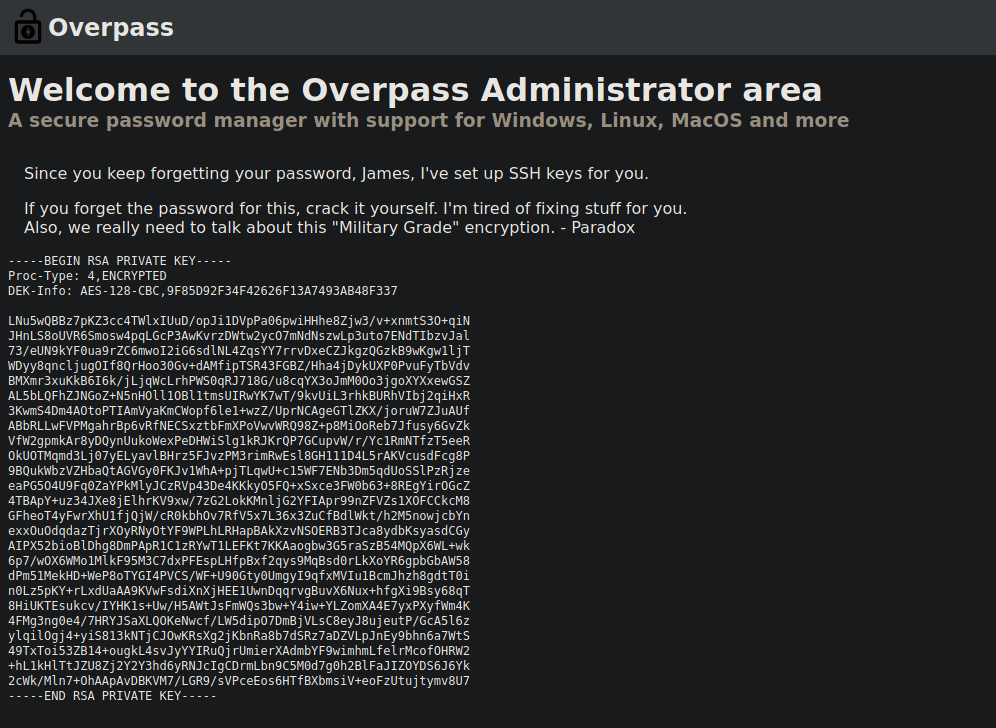 Overpass
Welcome to the Overpass Administrator area
A secure password manager with support for Windows, Linux, MacOS and more
Since you keep forgetting your password, James, I've set up SSH keys for you.
If you forget the password for this, crack it yourself. I'm tired of fixing stuff for you.
Also, we really need to talk about this "Military Grade" encryption. - Paradox
-----BEGIN RSA PRIVATE KEY-----
Proc-Type: 4,ENCRYPTED
DEK-Info: AES-128-CBC,9F85D92F34F42626F13A7493AB48F337
LNu5wQBBz7pKZ3cc4TWlxIUuD/opJi1DVpPa06pwiHHhe8Zjw3/v+xnmtS3O+qiN
JHnLS8oUVR6Smosw4pqLGcP3AwKvrzDWtw2ycO7mNdNszwLp3uto7ENdTIbzvJal
73/eUN9kYF0ua9rZC6mwoI2iG6sdlNL4ZqsYY7rrvDxeCZJkgzQGzkB9wKgw1ljT
WDyy8qncljugOIf8QrHoo30Gv+dAMfipTSR43FGBZ/Hha4jDykUXP0PvuFyTbVdv
BMXmr3xuKkB6I6k/jLjqWcLrhPWS0qRJ718G/u8cqYX3oJmM0Oo3jgoXYXxewGSZ
AL5bLQFhZJNGoZ+N5nHOll1OBl1tmsUIRwYK7wT/9kvUiL3rhkBURhVIbj2qiHxR
3KwmS4Dm4AOtoPTIAmVyaKmCWopf6le1+wzZ/UprNCAgeGTlZKX/joruW7ZJuAUf
ABbRLLwFVPMgahrBp6vRfNECSxztbFmXPoVwvWRQ98Z+p8MiOoReb7Jfusy6GvZk
VfW2gpmkAr8yDQynUukoWexPeDHWiSlg1kRJKrQP7GCupvW/r/Yc1RmNTfzT5eeR
OkUOTMqmd3Lj07yELyavlBHrz5FJvzPM3rimRwEsl8GH111D4L5rAKVcusdFcg8P
9BQukWbzVZHbaQtAGVGy0FKJv1WhA+pjTLqwU+c15WF7ENb3Dm5qdUoSSlPzRjze
eaPG5O4U9Fq0ZaYPkMlyJCzRVp43De4KKkyO5FQ+xSxce3FW0b63+8REgYirOGcZ
4TBApY+uz34JXe8jElhrKV9xw/7zG2LokKMnljG2YFIApr99nZFVZs1XOFCCkcM8
GFheoT4yFwrXhU1fjQjW/cR0kbhOv7RfV5x7L36x3ZuCfBdlWkt/h2M5nowjcbYn
exxOuOdqdazTjrXOyRNyOtYF9WPLhLRHapBAkXzvNSOERB3TJca8ydbKsyasdCGy
AIPX52bioBlDhg8DmPApR1C1zRYwT1LEFKt7KKAaogbw3G5raSzB54MQpX6WL+wk
6p7/wOX6WMo1MlkF95M3C7dxPFEspLHfpBxf2qys9MqBsd0rLkXoYR6gpbGbAW58
dPm51MekHD+WeP8oTYGI4PVCS/WF+U90Gty0UmgyI9qfxMVIu1BcmJhzh8gdtT0i
n0Lz5pKY+rLxdUaAA9KVwFsdiXnXjHEE1UwnDqqrvgBuvX6Nux+hfgXi9Bsy68qT
8HiUKTEsukcv/IYHK1s+Uw/H5AWtJsFmWQs3bw+Y4iw+YLZomXA4E7yxPXyfWm4K
4FMg3ng0e4/7HRYJSaXLQOKeNwcf/LW5dipO7DmBjVLsC8eyJ8ujeutP/GcA5l6z
ylqilOgj4+yiS813kNTjCJOwKRsXg2jKbnRa8b7dSRz7aDZVLpJnEy9bhn6a7WtS
49TxToi53ZB14+ougkL4svJyYYIRuQjrUmierXAdmbYF9wimhmLfelrMcofOHRW2
+hL1kHlTtJZU8Zj2Y2Y3hd6yRNJcIgCDrmLbn9C5M0d7g0h2BlFaJIZOYDS6J6Yk
2cWk/Mln7+OhAApAvDBKVM7/LGR9/sVPceEos6HTfBXbmsiV+eoFzUtujtymv8U7
-----END RSA PRIVATE KEY-----